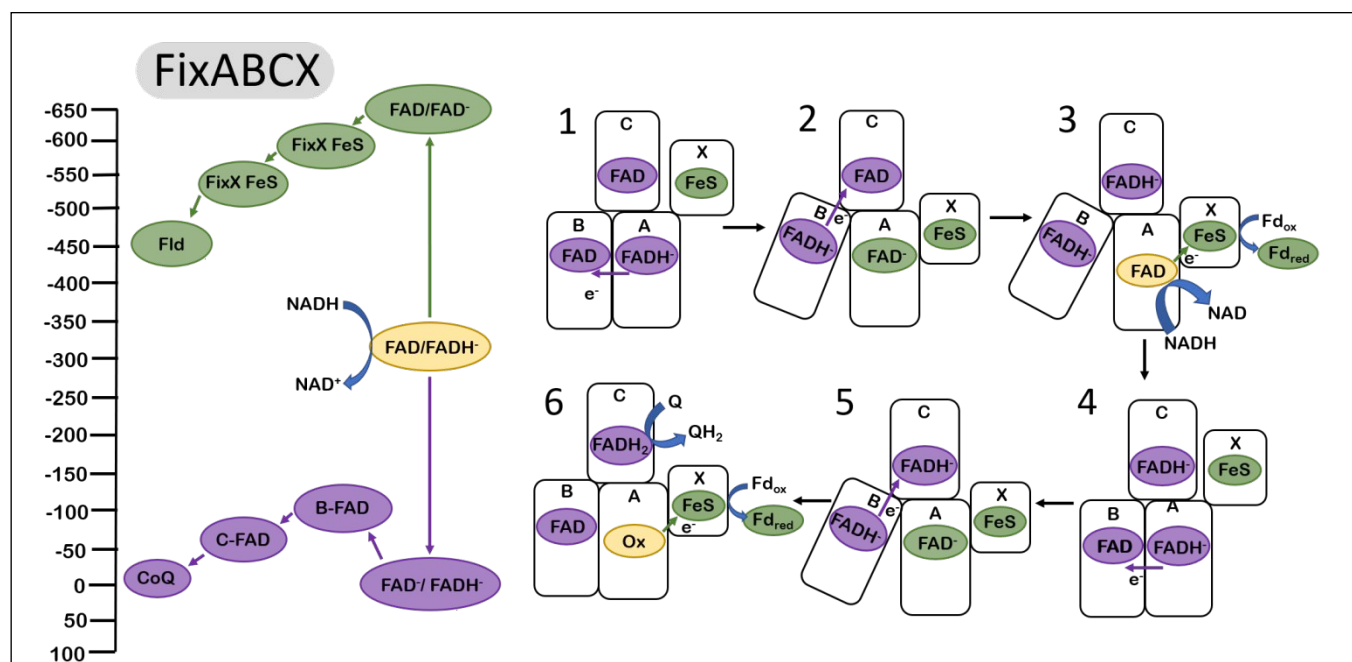 FixABCX
-650
-600
-550
-500
-450
-400
-350
-300
-250
-200
-150
-100
-50
0
50
100
FAD/FAD⁻
FixX FeS
FixX FeS
Fld
NADH
FAD/FADH⁻
NAD⁺
B-FAD
C-FAD
CoQ
FAD⁻/ FADH⁻
1
C
FAD
X
FeS
B
A
FAD
FADH⁻
e⁻
2
C
FAD
B
e⁻
FADH⁻
A
FAD⁻
X
FeS
3
C
FADH⁻
B
FADH⁻
A
FAD
X
FeS
e⁻
Fdox
Fdred
NAD
NADH
6
C
FADH₂
Q
QH₂
B
FAD
A
Ox
X
FeS
e⁻
Fdox
Fdred
5
C
FADH⁻
B
e⁻
FADH⁻
A
FAD⁻
X
FeS
4
C
FADH⁻
X
FeS
B
A
FAD
FADH⁻
e⁻